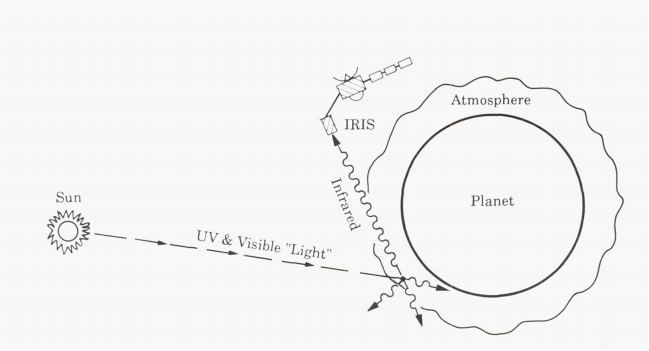 Atmosphere
IRIS
Infrared
Planet
Sun
UV & Visible "Light"